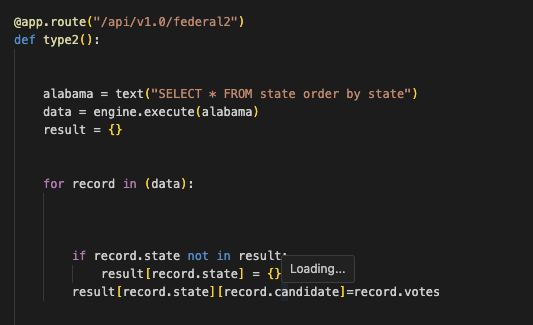 @app.route("/api/v1.0/federal2")
def type2():
alabama = text("SELECT * FROM state order by state")
data = engine.execute(alabama)
result = {}
for record in (data):
if record.state not in result:
result[record.state] = {}
Loading...
result[record.state][record.candidate]=record.votes